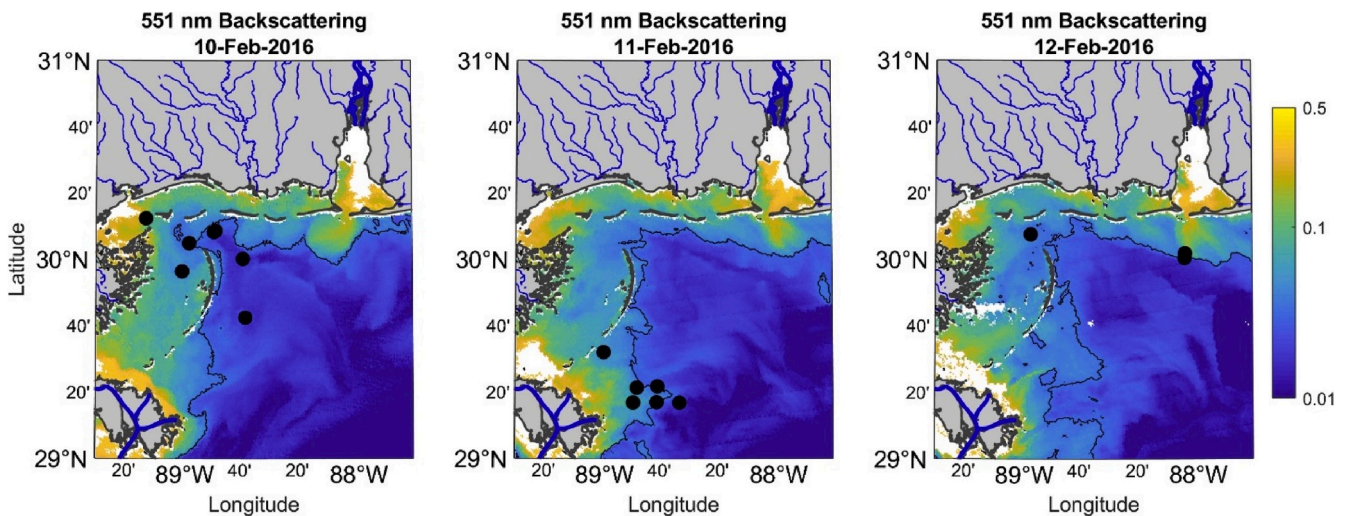 551 nm Backscattering
10-Feb-2016
551 nm Backscattering
11-Feb-2016
551 nm Backscattering
12-Feb-2016
31°N
40'
20'
30°N
40'
20'
29°N
20'
89°W
40'
20'
88°W
Latitude
Longitude
31°N
40'
20'
30°N
40'
20'
29°N
20'
89°W
40'
20'
88°W
Longitude
31°N
40'
20'
30°N
40'
20'
29°N
20'
89°W
40'
20'
88°W
Longitude
0.5
0.1
0.01